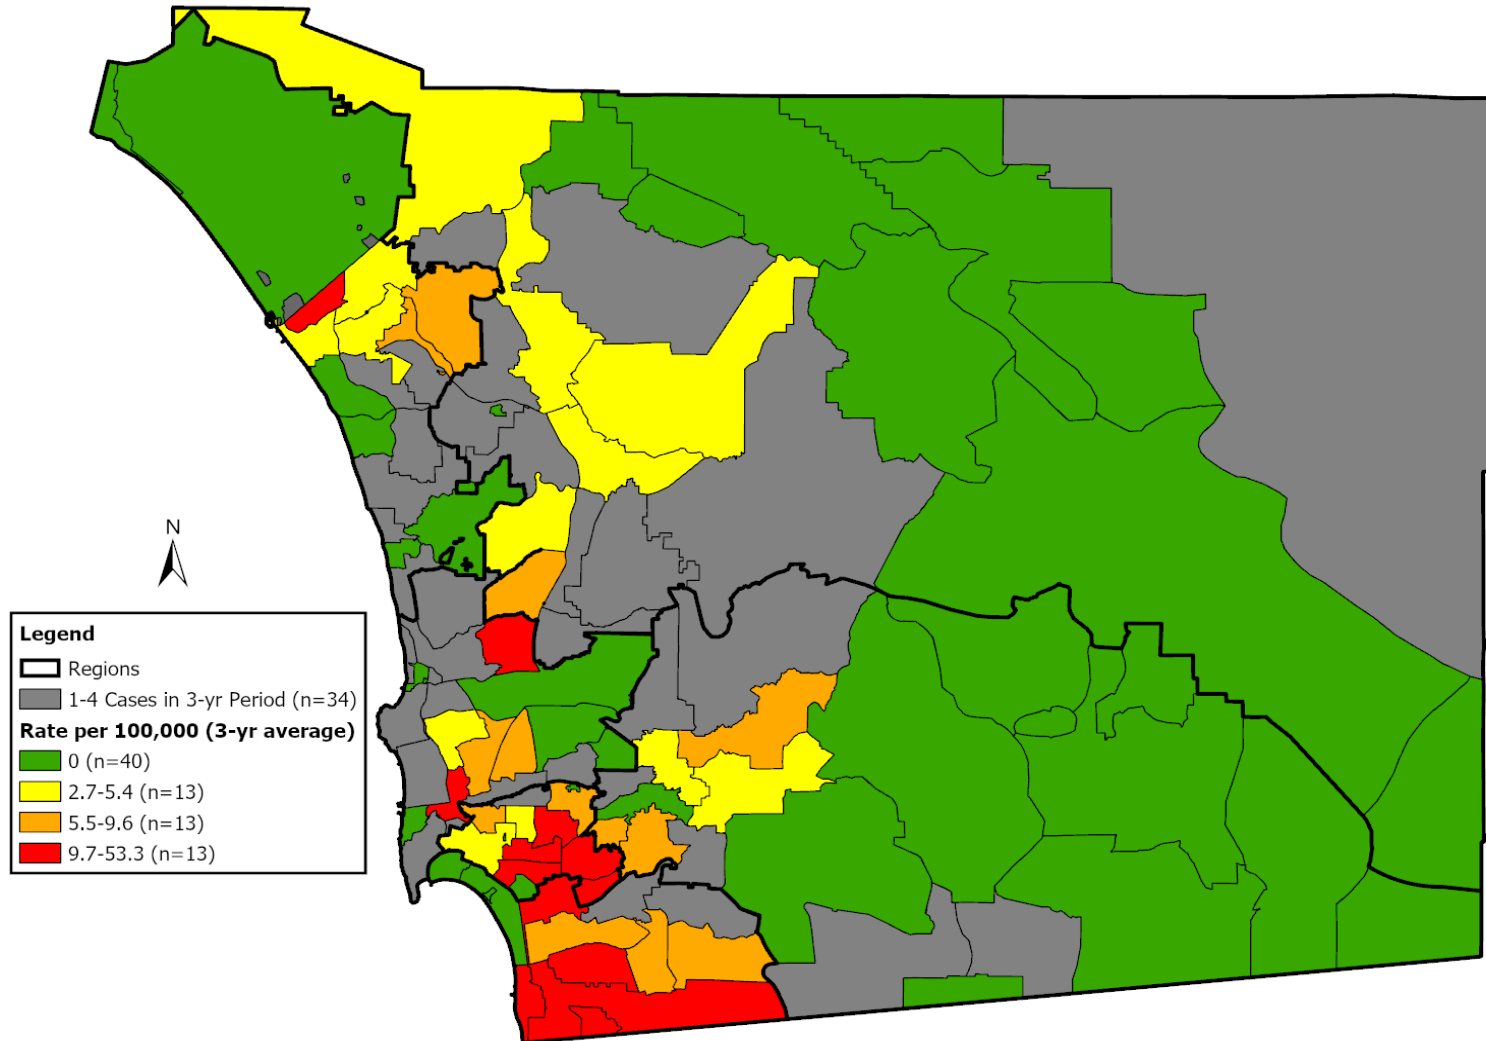 N
Legend
Regions
1-4 Cases in 3-yr Period (n=34)
Rate per 100,000 (3-yr average)
0 (n=40)
2.7-5.4 (n=13)
5.5-9.6 (n=13)
9.7-53.3 (n=13)